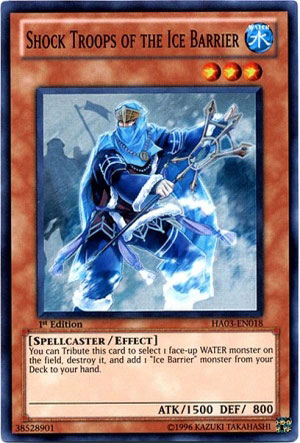 SHOCK TROOPS OF THE ICE BARRIER
WATER
水
1st Edition
HA03-EN018
[SPELLCASTER / EFFECT]
You can Tribute this card to select 1 face-up WATER monster on
the field, destroy it, and add 1 "Ice Barrier" monster from your
Deck to your hand.
ATK/1500 DEF/ 800
38528901
©1996 KAZUKI TAKAHASHI